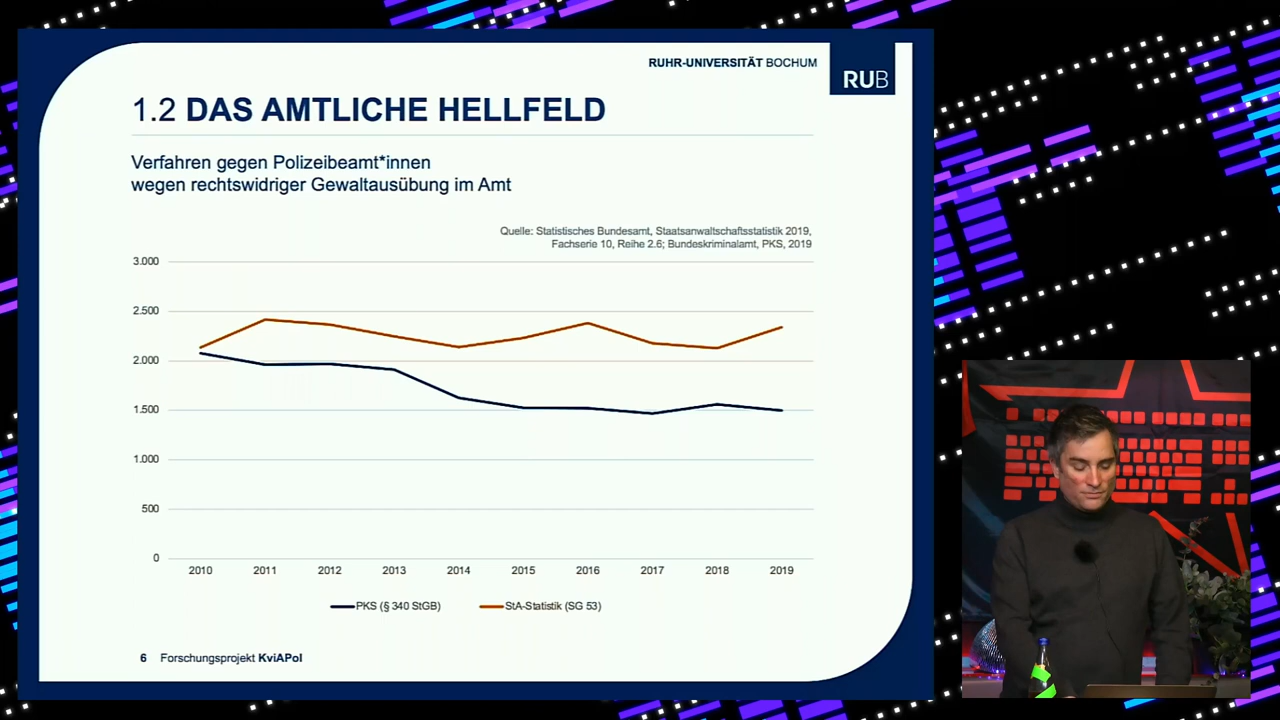 RUHR-UNIVERSITÄT BOCHUM
RUB
1.2 DAS AMTLICHE HELLFELD
Verfahren gegen Polizeibeamt*innen
wegen rechtswidriger Gewaltausübung im Amt
Quelle: Statistisches Bundesamt, Staatsanwaltschaftsstatistik 2019,
Fachserie 10, Reihe 2.6; Bundeskriminalamt, PKS, 2019
3.000
2.500
2.000
1.500
1.000
500
0
2010 2011 2012 2013 2014 2015 2016 2017 2018 2019
PKS (§ 340 StGB) StA-Statistik (SG 53)
6 Forschungsprojekt KviAPol